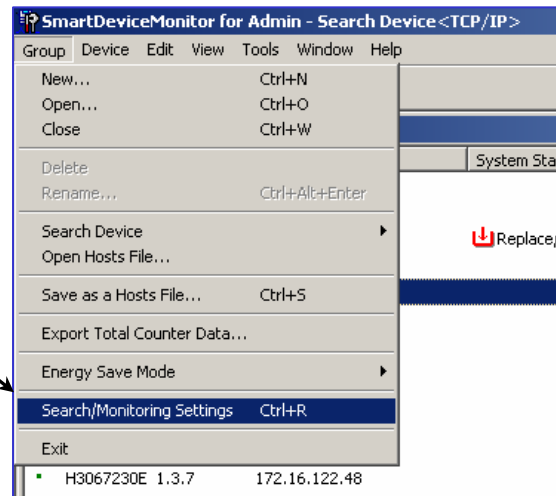 SmartDeviceMonitor for Admin - Search Device<TCP/IP>
Group Device Edit View Tools Window Help
New... Ctrl+N
Open... Ctrl+O
Close Ctrl+W
System Sta
Delete
Rename... Ctrl+Alt+Enter
Search Device
Replace
Open Hosts File...
Save as a Hosts File... Ctrl+S
Export Total Counter Data...
Energy Save Mode
Search/Monitoring Settings Ctrl+R
Exit
H3067230E 1.3.7 172.16.122.48